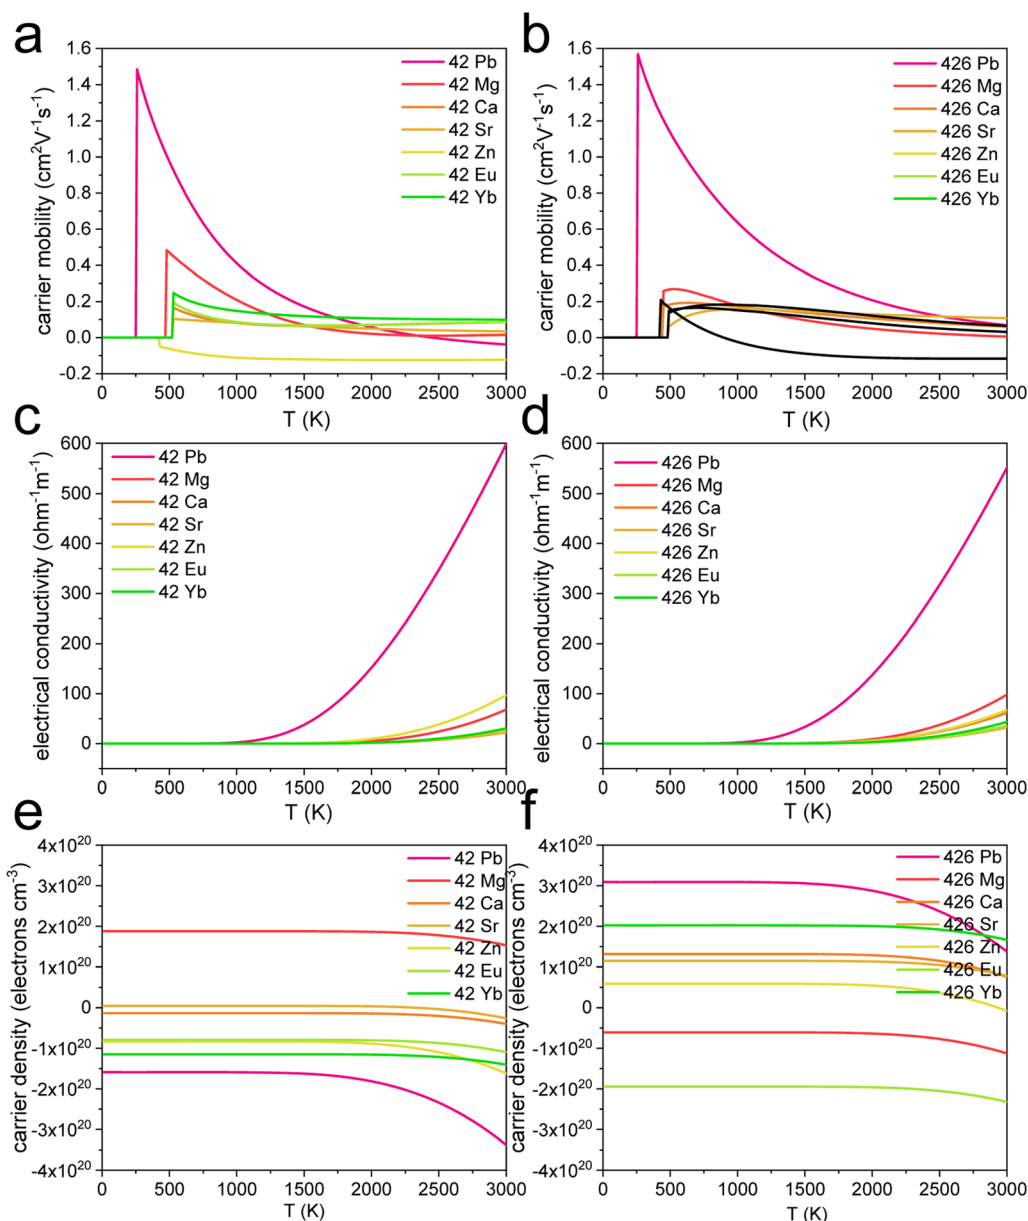 a
carrier mobility (cm²V⁻¹s⁻¹)
1.6
1.4
1.2
1.0
0.8
0.6
0.4
0.2
0.0
-0.2
42 Pb
42 Mg
42 Ca
42 Sr
42 Zn
42 Eu
42 Yb
0 500 1000 1500 2000 2500 3000
T (K)
b
carrier mobility (cm²V⁻¹s⁻¹)
1.6
1.4
1.2
1.0
0.8
0.6
0.4
0.2
0.0
-0.2
426 Pb
426 Mg
426 Ca
426 Sr
426 Zn
426 Eu
426 Yb
0 500 1000 1500 2000 2500 3000
T (K)
c
electrical conductivity (ohm⁻¹m⁻¹)
600
500
400
300
200
100
0
42 Pb
42 Mg
42 Ca
42 Sr
42 Zn
42 Eu
42 Yb
0 500 1000 1500 2000 2500 3000
T (K)
d
electrical conductivity (ohm⁻¹m⁻¹)
600
500
400
300
200
100
0
426 Pb
426 Mg
426 Ca
426 Sr
426 Zn
426 Eu
426 Yb
0 500 1000 1500 2000 2500 3000
T (K)
e
carrier density (electrons cm⁻³)
4x10²⁰
3x10²⁰
2x10²⁰
1x10²⁰
0
-1x10²⁰
-2x10²⁰
-3x10²⁰
-4x10²⁰
42 Pb
42 Mg
42 Ca
42 Sr
42 Zn
42 Eu
42 Yb
0 500 1000 1500 2000 2500 3000
T (K)
f
carrier density (electrons cm⁻³)
4x10²⁰
3x10²⁰
2x10²⁰
1x10²⁰
0
-1x10²⁰
-2x10²⁰
-3x10²⁰
-4x10²⁰
426 Pb
426 Mg
426 Ca
426 Sr
426 Zn
426 Eu
426 Yb
0 500 1000 1500 2000 2500 3000
T (K)